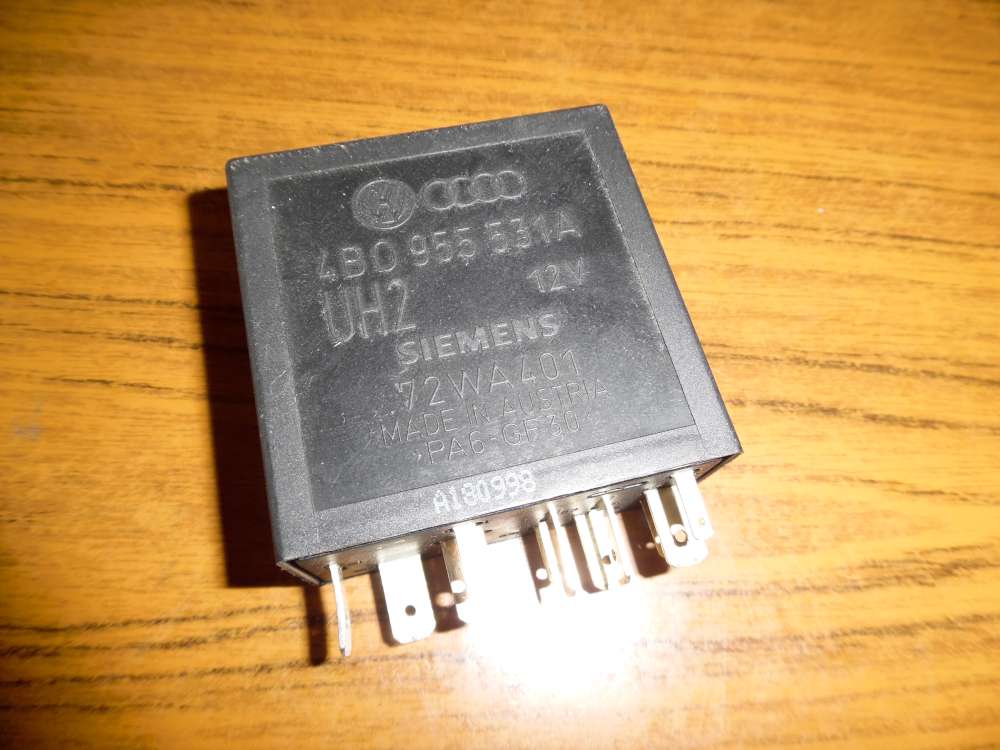 4B0 955 531A
UH2 12V
SIEMENS
72WA401
MADE IN AUSTRIA
>PA6-GF30<
A180998